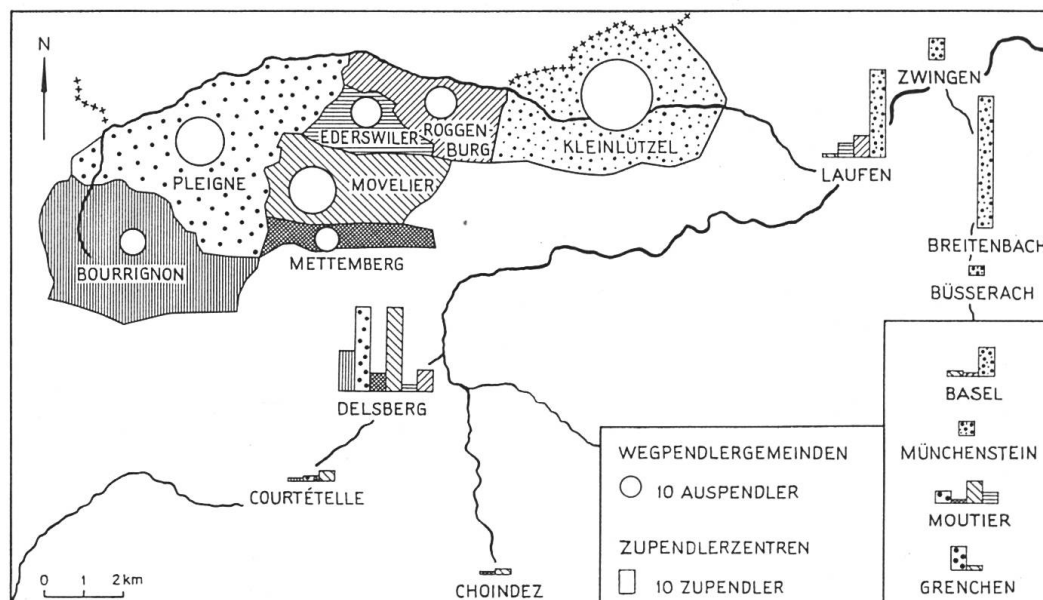 N
ZWINGEN
EDERSWILER
ROGGEN-
BURG
KLEINLÜTZEL
LAUFEN
PLEIGNE
MOVELIER
BREITENBACH
BOURRIGNON
METTEMBERG
BÜSSERACH
BASEL
DELSBERG
MÜNCHENSTEIN
WEGPENDLERGEMEINDEN
10 AUSPENDLER
COURTÉTELLE
MOUTIER
ZUPENDLERZENTREN
10 ZUPENDLER
CHOINDEZ
GRENCHEN
0 1 2 km